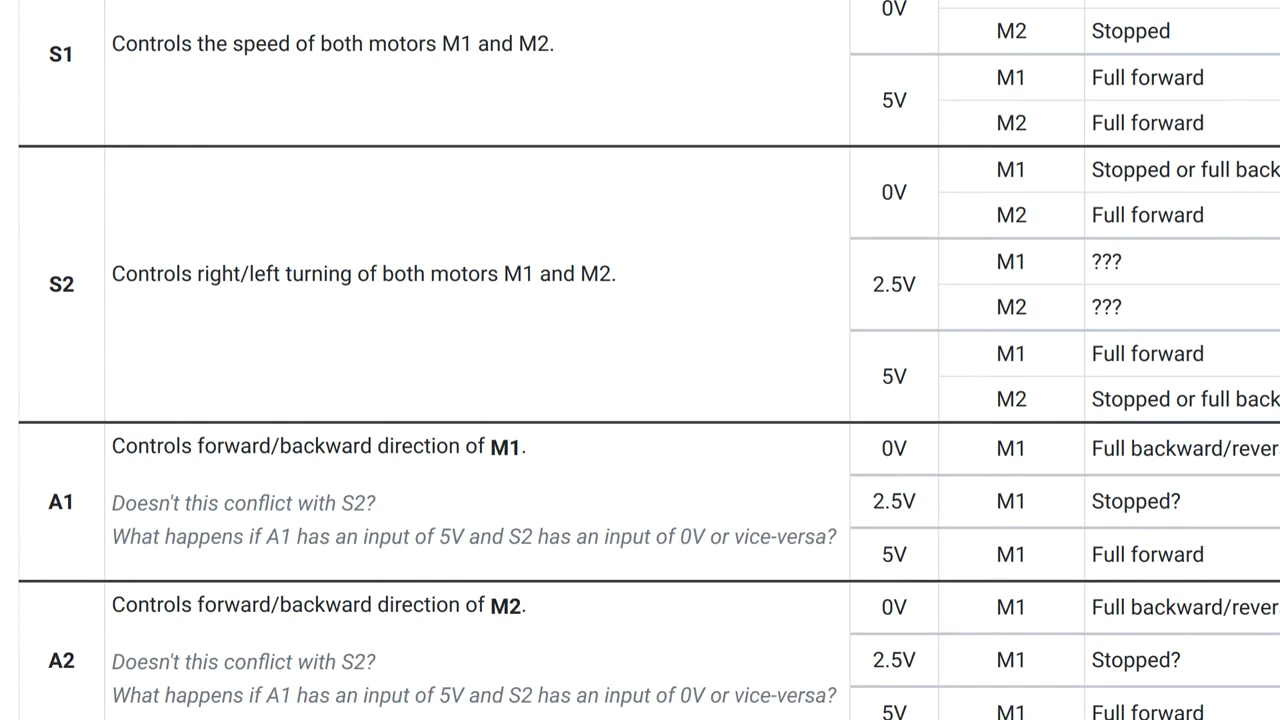 0V
M2 Stopped
S1 Controls the speed of both motors M1 and M2.
M1 Full forward
5V
M2 Full forward
M1 Stopped or full back
0V
M2 Full forward
M1 ???
S2 Controls right/left turning of both motors M1 and M2. 2.5V
M2 ???
M1 Full forward
5V
M2 Stopped or full back
Controls forward/backward direction of M1. 0V M1 Full backward/rever
A1 Doesn't this conflict with S2? 2.5V M1 Stopped?
What happens if A1 has an input of 5V and S2 has an input of 0V or vice-versa?
5V M1 Full forward
Controls forward/backward direction of M2. 0V M1 Full backward/rever
A2 Doesn't this conflict with S2? 2.5V M1 Stopped?
What happens if A1 has an input of 5V and S2 has an input of 0V or vice-versa?
5V M1 Full forward